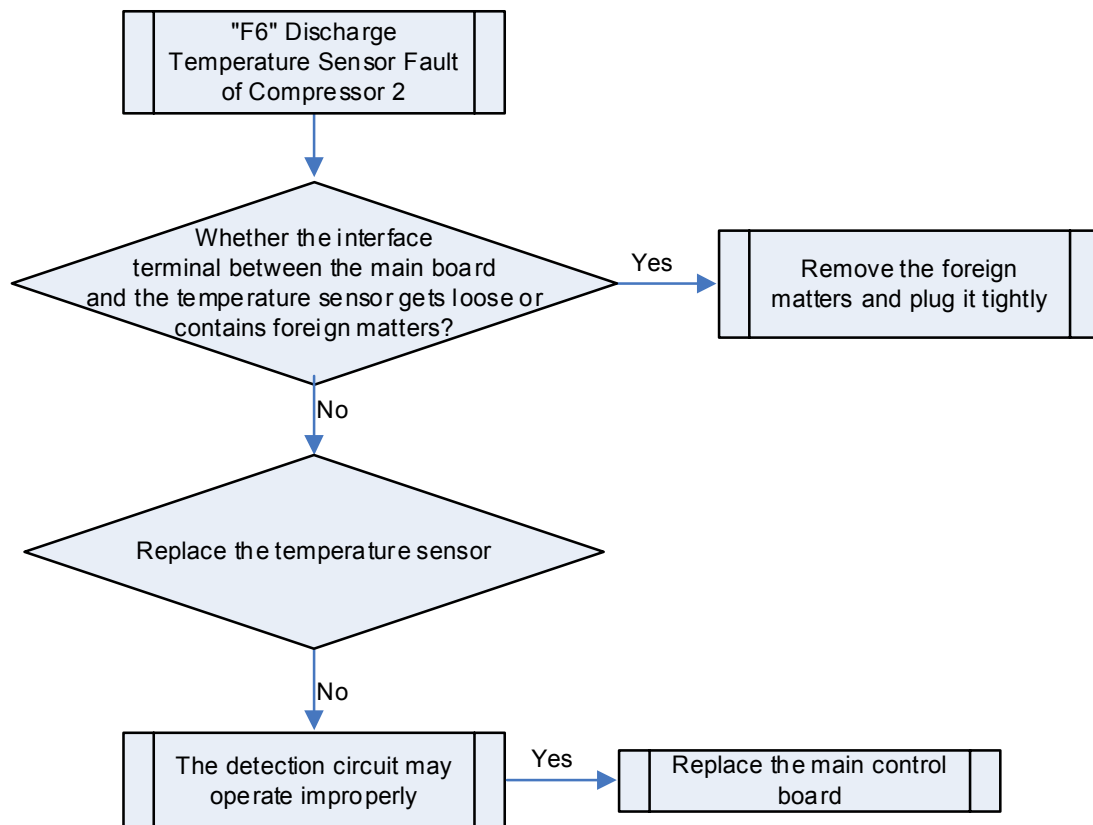 "F6" Discharge
Temperature Sensor Fault
of Compressor 2
Whether the interface
terminal between the main board
and the temperature sensor gets loose or
contains foreign matters?
Yes
Remove the foreign
matters and plug it tightly
No
Replace the temperature sensor
No
The detection circuit may
operate improperly
Yes
Replace the main control
board